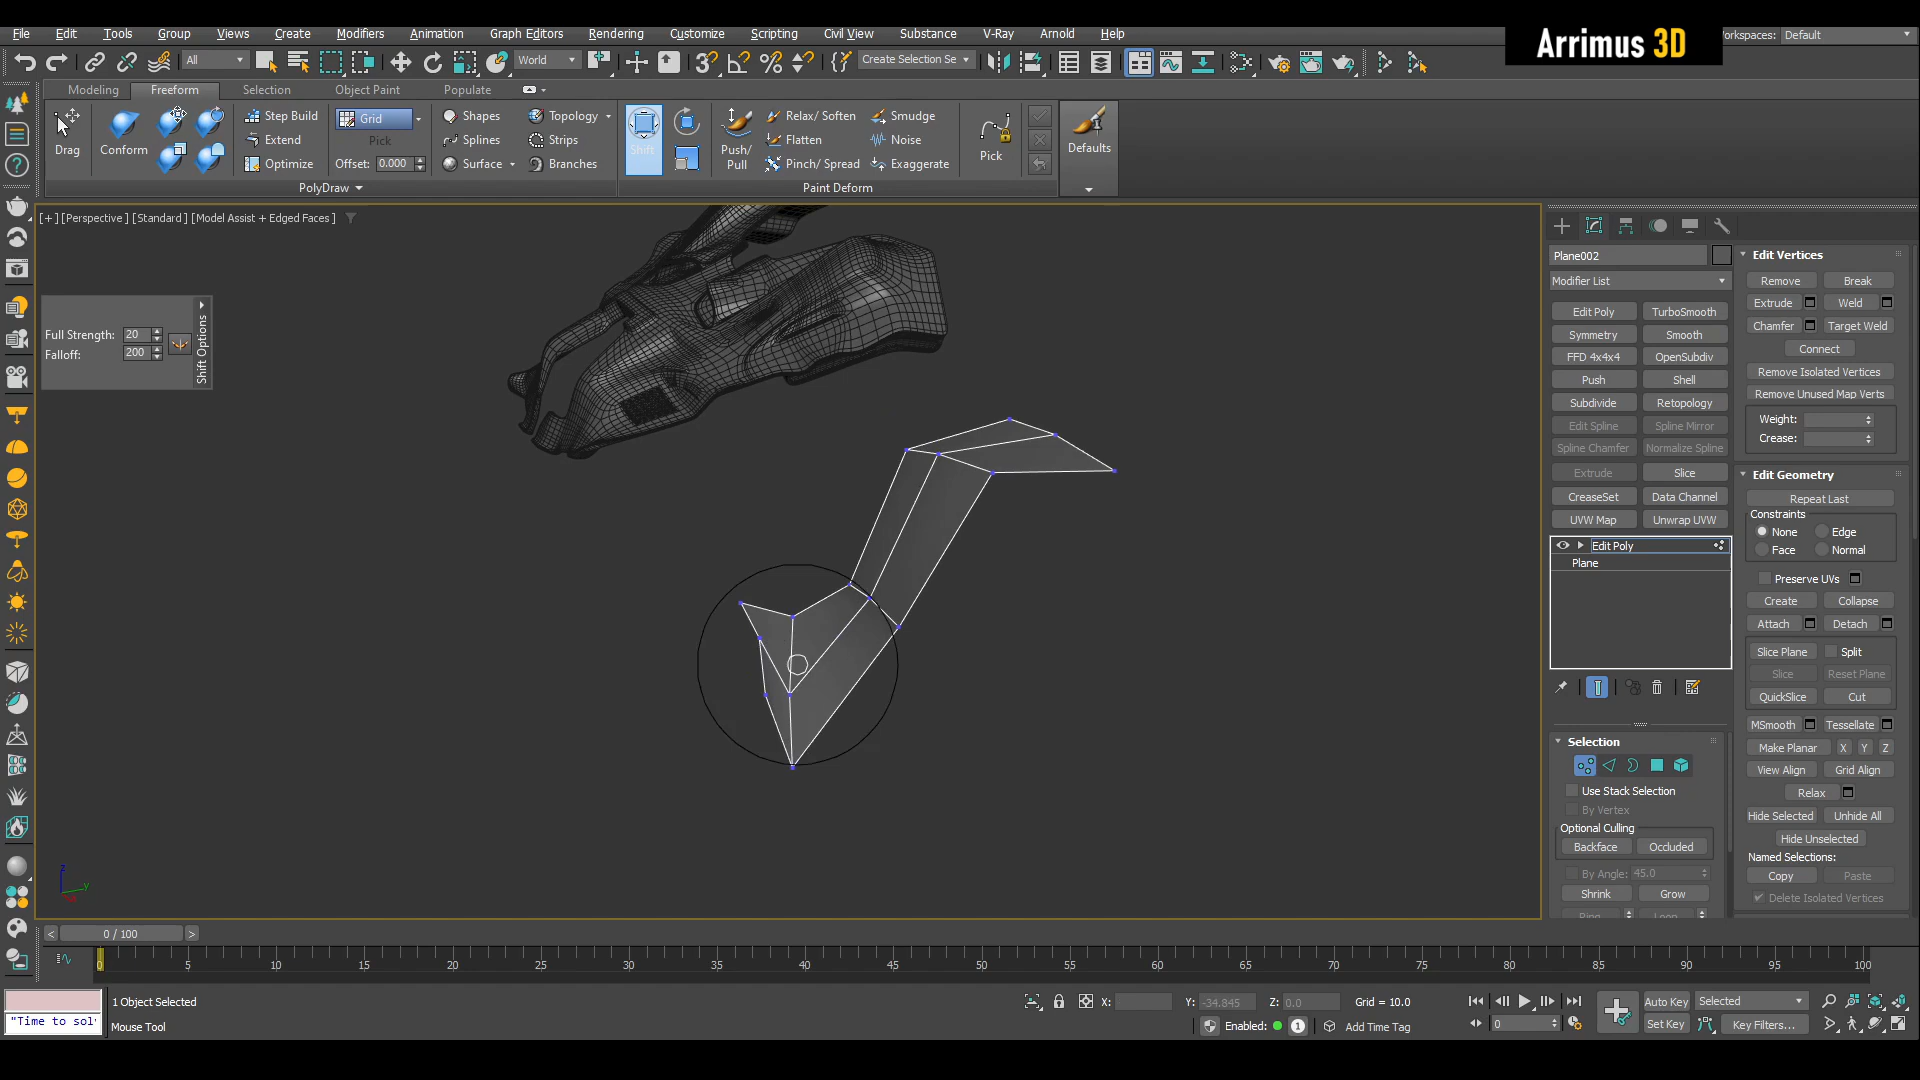 File Edit Tools Group Views Create Modifiers Animation Graph Editors Rendering Customize Scripting Civil View Substance V-Ray Arnold Help
Arrimus 3D
Workspaces: Default
All
World
Create Selection Se
Modeling Freeform Selection Object Paint Populate
Drag
Conform
Step Build
Extend
Optimize
Grid
Pick
Offset: 0.000
Shapes
Splines
Surface
Topology
Strips
Branches
PolyDraw
Shift
Push/
Pull
Relax/ Soften
Flatten
Pinch/ Spread
Smudge
Noise
Exaggerate
Pick
Paint Deform
Defaults
[+] [Perspective ] [Standard ] [Model Assist + Edged Faces ]
Full Strength: 20
Falloff: 200
Shift Options
Plane002
Modifier List
Edit Poly TurboSmooth
Symmetry Smooth
FFD 4x4x4 OpenSubdiv
Push Shell
Subdivide Retopology
Edit Spline Spline Mirror
Spline Chamfer Normalize Spline
Extrude Slice
CreaseSet Data Channel
UVW Map Unwrap UVW
Edit Poly
Plane
Selection
Use Stack Selection
By Vertex
Optional Culling
Backface Occluded
By Angle: 45.0
Shrink Grow
Ring Loop
Edit Vertices
Remove Break
Extrude Weld
Chamfer Target Weld
Connect
Remove Isolated Vertices
Remove Unused Map Verts
Weight:
Crease:
Edit Geometry
Repeat Last
Constraints
None Edge
Face Normal
Preserve UVs
Create Collapse
Attach Detach
Slice Plane Split
Slice Reset Plane
QuickSlice Cut
MSmooth Tessellate
Make Planar X Y Z
View Align Grid Align
Relax
Hide Selected Unhide All
Hide Unselected
Named Selections:
Copy Paste
Delete Isolated Vertices
z
y
< 0 / 100 >
0 5 10 15 20 25 30 35 40 45 50 55 60 65 70 75 80 85 90 95 100
"Time to sol
1 Object Selected
Mouse Tool
X: Y: -34.845 Z: 0.0 Grid = 10.0
Enabled: 1 Add Time Tag
0
Auto Key Selected
Set Key Key Filters...